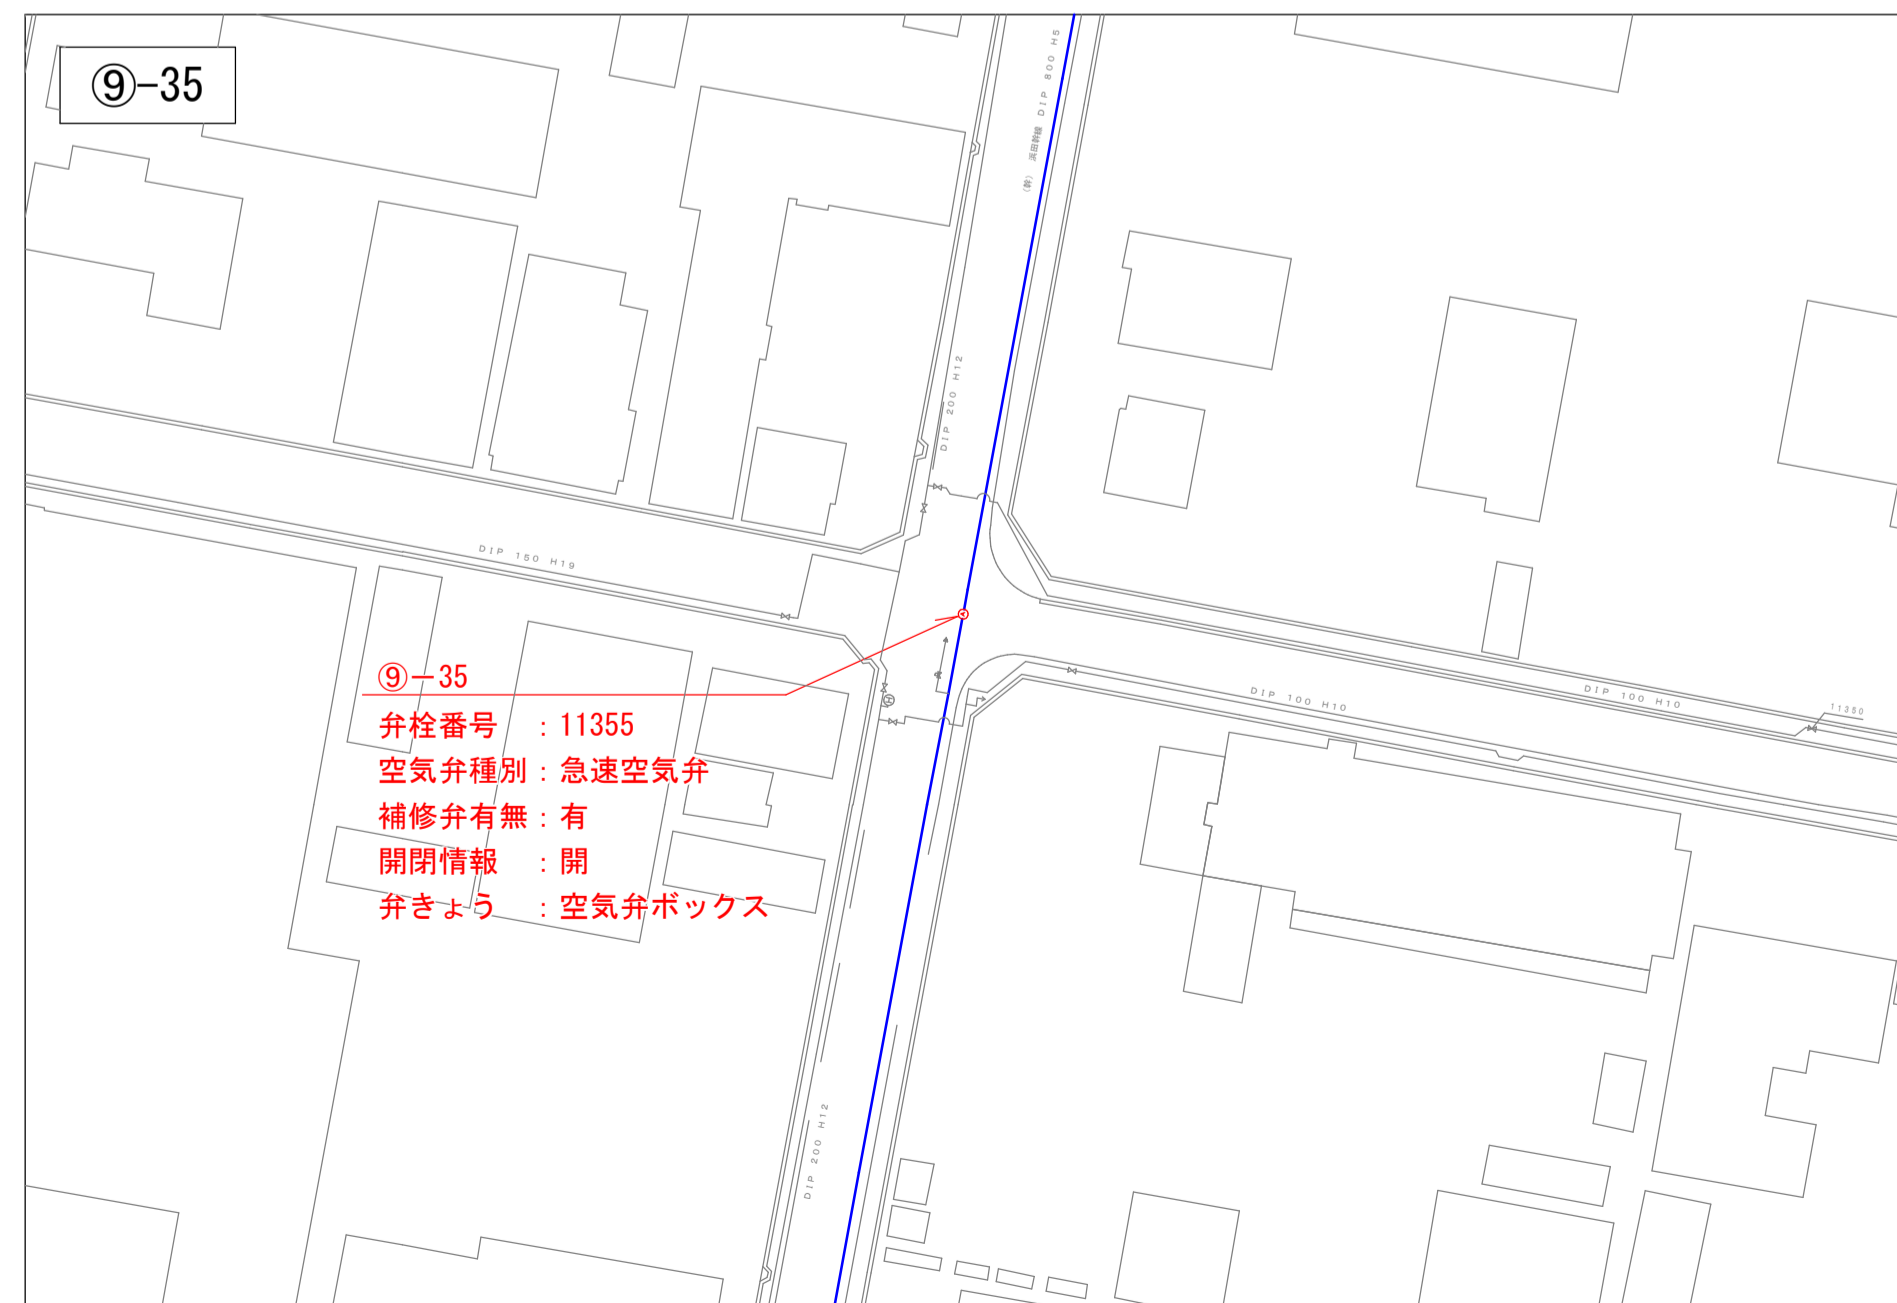 ⑨-35
(幹) 浜田幹線 DIP 800 H5
DIP 200 H12
DIP 150 H19
⑨-35
弁栓番号 : 11355
空気弁種別 : 急速空気弁
補修弁有無 : 有
開閉情報 : 開
弁きょう : 空気弁ボックス
A
H
DIP 100 H10
DIP 100 H10
11350
DIP 200 H12